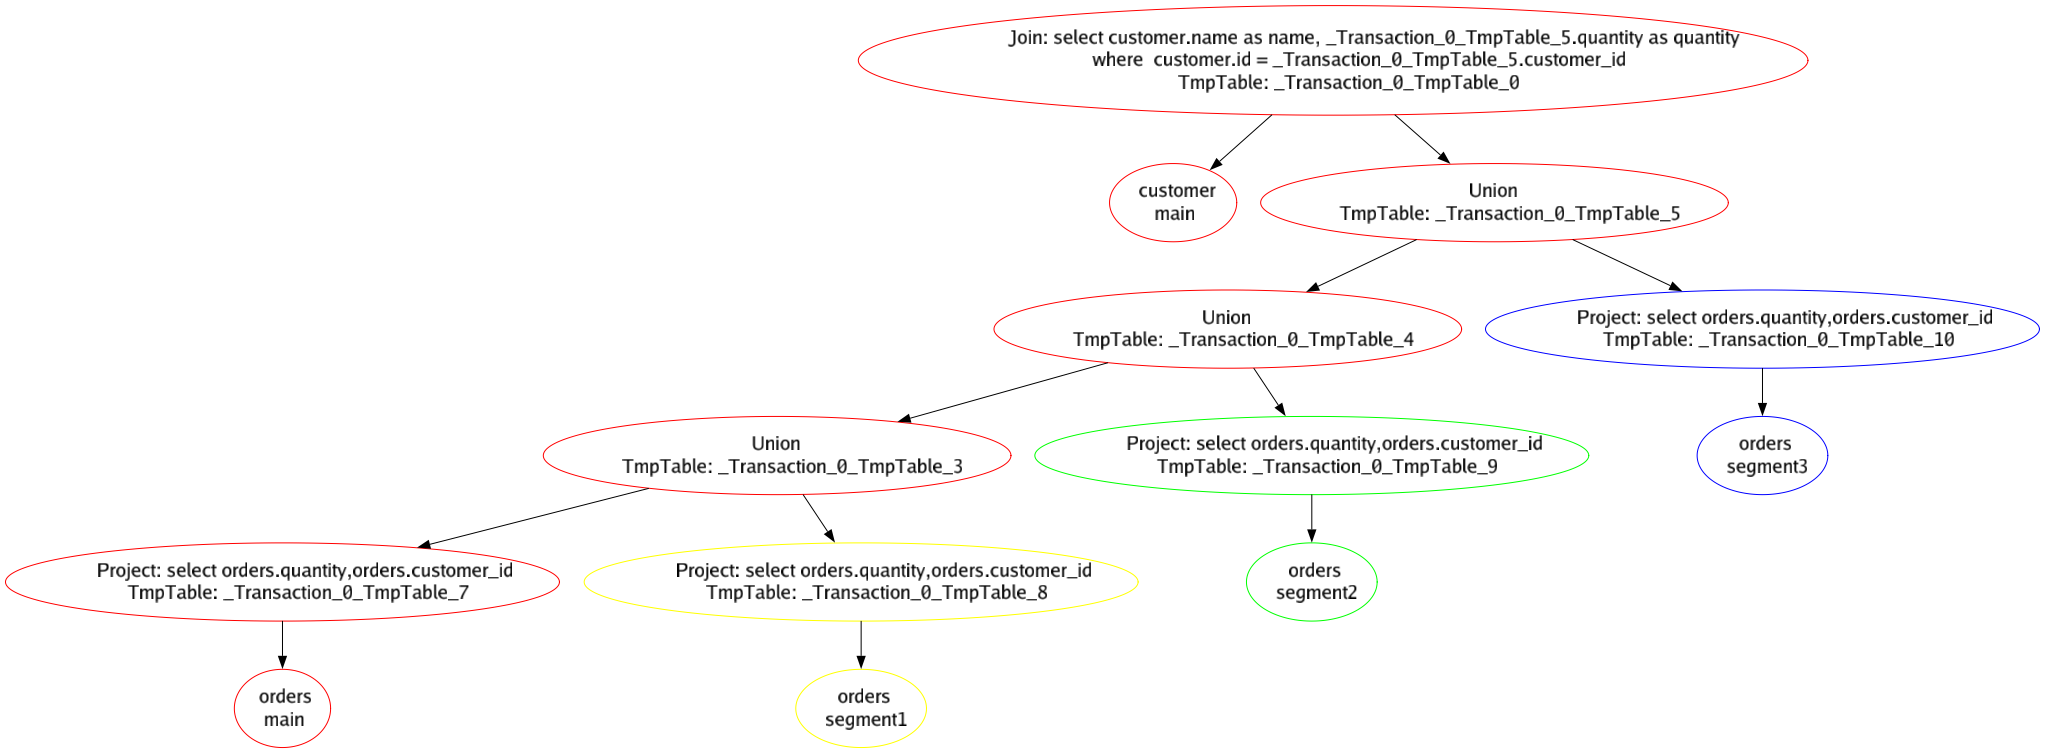 Join: select customer.name as name, _Transaction_0_TmpTable_5.quantity as quantity
where  customer.id = _Transaction_0_TmpTable_5.customer_id
TmpTable: _Transaction_0_TmpTable_0
customer
main
Union
TmpTable: _Transaction_0_TmpTable_5
Union
TmpTable: _Transaction_0_TmpTable_4
Project: select orders.quantity,orders.customer_id
TmpTable: _Transaction_0_TmpTable_10
Union
TmpTable: _Transaction_0_TmpTable_3
Project: select orders.quantity,orders.customer_id
TmpTable: _Transaction_0_TmpTable_9
orders
segment3
Project: select orders.quantity,orders.customer_id
TmpTable: _Transaction_0_TmpTable_7
Project: select orders.quantity,orders.customer_id
TmpTable: _Transaction_0_TmpTable_8
orders
segment2
orders
main
orders
segment1